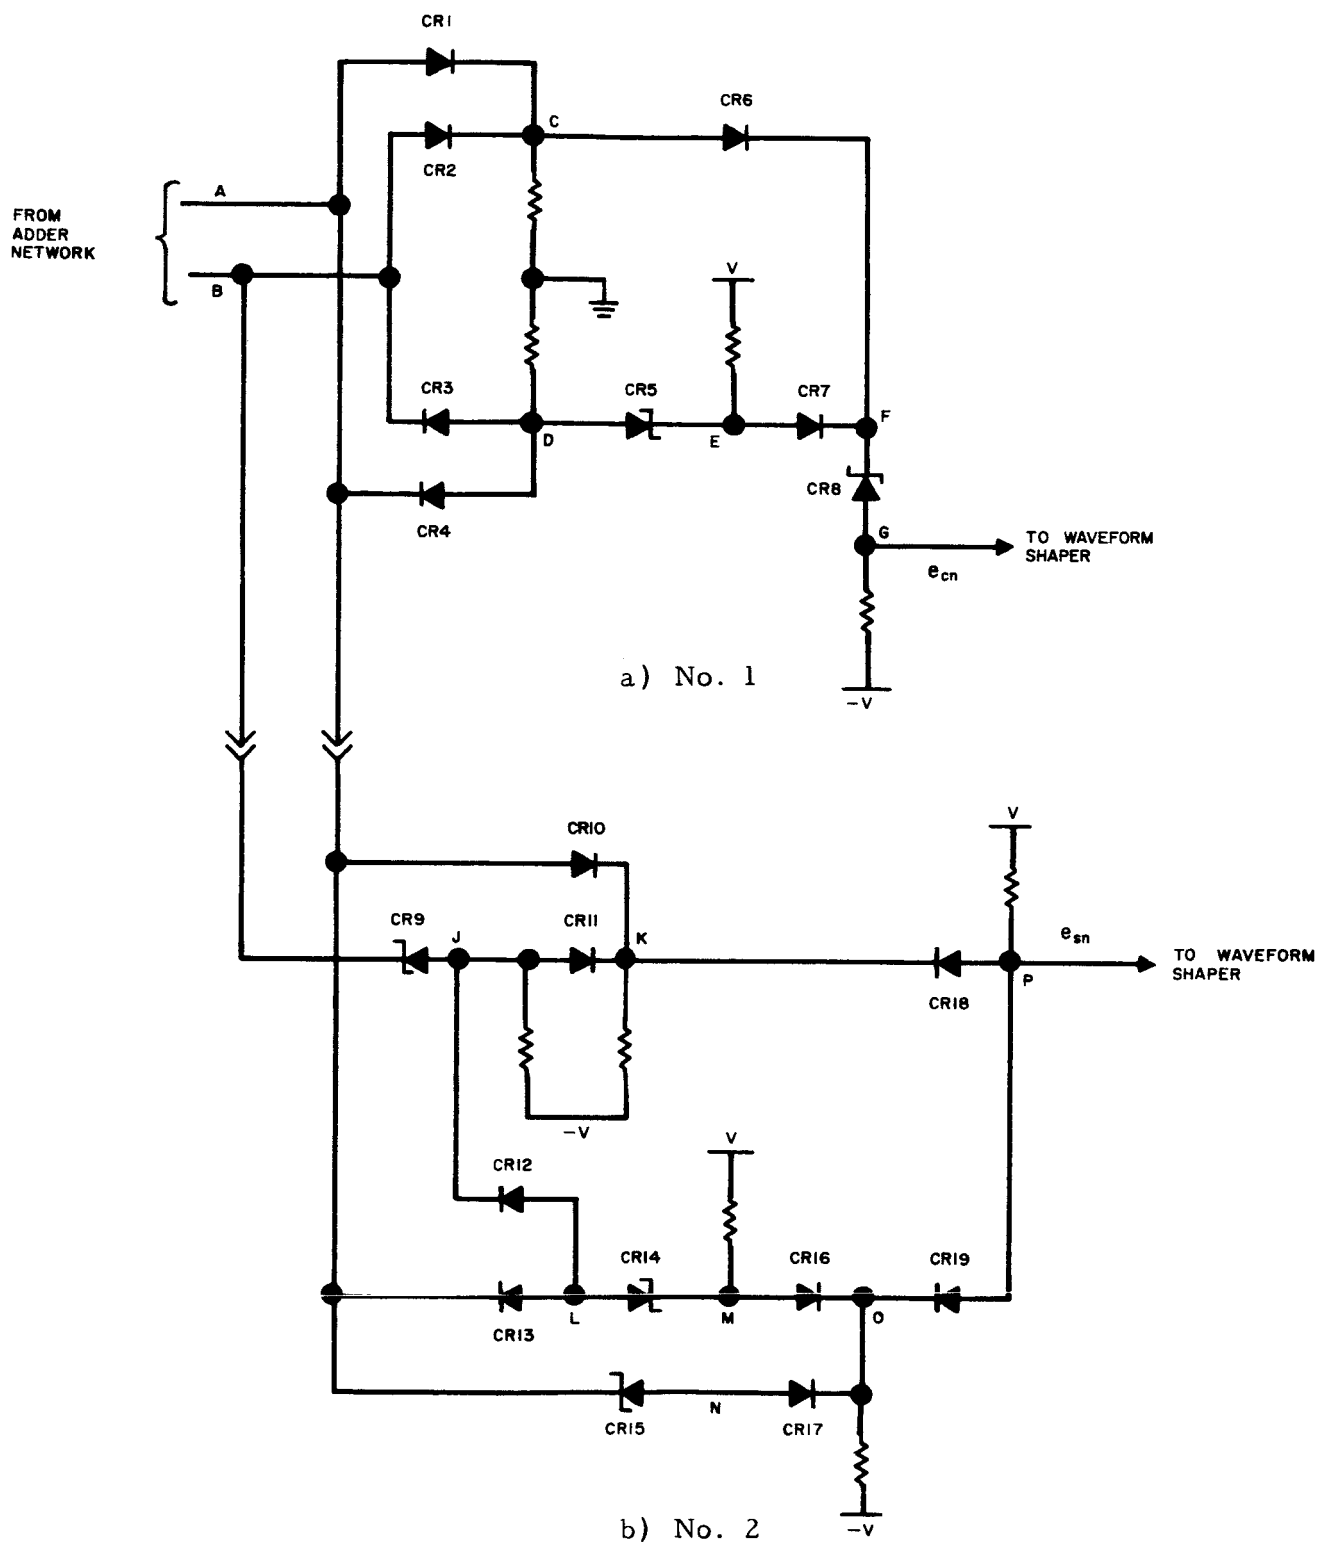 CR1
CR6
C
CR2
A
FROM
ADDER
NETWORK
B
V
CR3
CR5
CR7
F
D
E
CR8
CR4
G
TO WAVEFORM
SHAPER
ecn
a) No. 1
-V
V
CR10
CR9
J
CR11
K
esn
TO WAVEFORM
SHAPER
P
CR18
-V
V
CR12
CR14
CR16
CR19
L
M
O
CR13
N
CR15
CR17
b) No. 2
-V